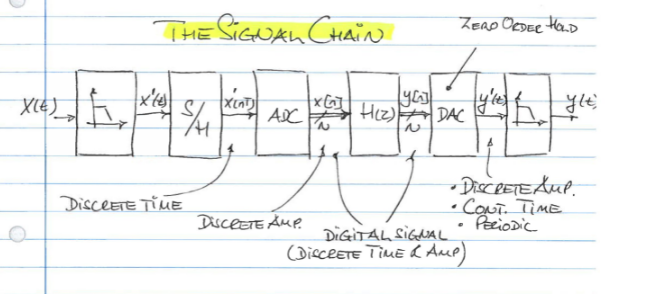 THE SIGNAL CHAIN
ZERO ORDER HOLD
X(t) x'(t) S/H x'(nT) ADC x[n] N H(z) y[n] N DAC y'(t) y(t)
DISCRETE TIME
DISCRETE AMP.
DIGITAL SIGNAL
(DISCRETE TIME & AMP)
• DISCRETE AMP.
• CONT. TIME
• PERIODIC